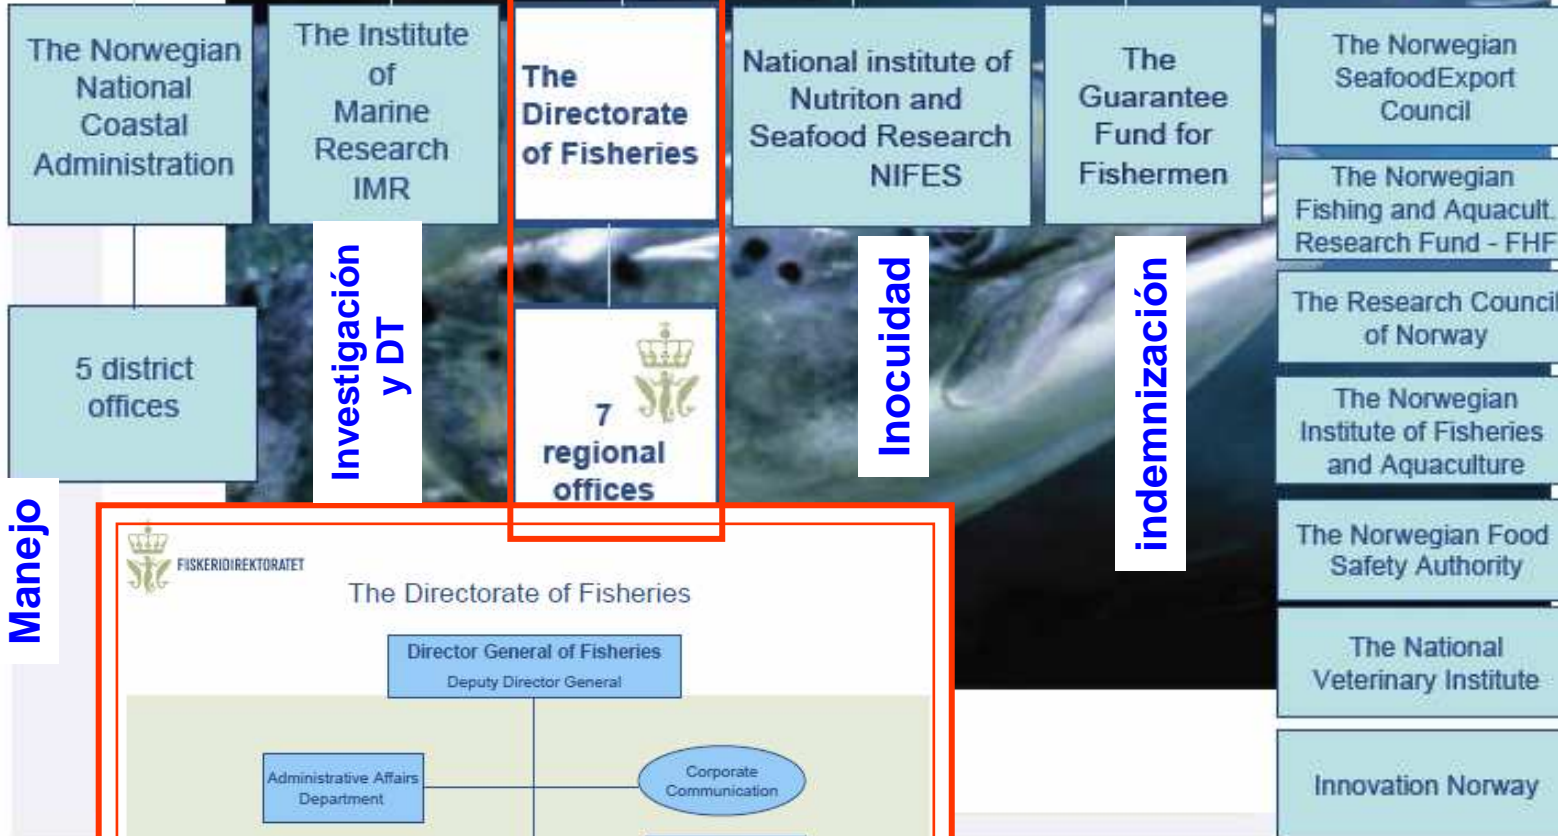 The Norwegian
National
Coastal
Administration
The Institute
of
Marine
Research
IMR
The
Directorate
of Fisheries
National institute of
Nutriton and
Seafood Research
NIFES
The
Guarantee
Fund for
Fishermen
The Norwegian
SeafoodExport
Council
The Norwegian
Fishing and Aquacult.
Research Fund - FHF
The Research Council
of Norway
The Norwegian
Institute of Fisheries
and Aquaculture
The Norwegian Food
Safety Authority
The National
Veterinary Institute
Innovation Norway
5 district
offices
Investigación
y DT
7
regional
offices
Inocuidad
indemnización
Manejo
FISKERIDIREKTORATET
The Directorate of Fisheries
Director General of Fisheries
Deputy Director General
Administrative Affairs
Department
Corporate
Communication